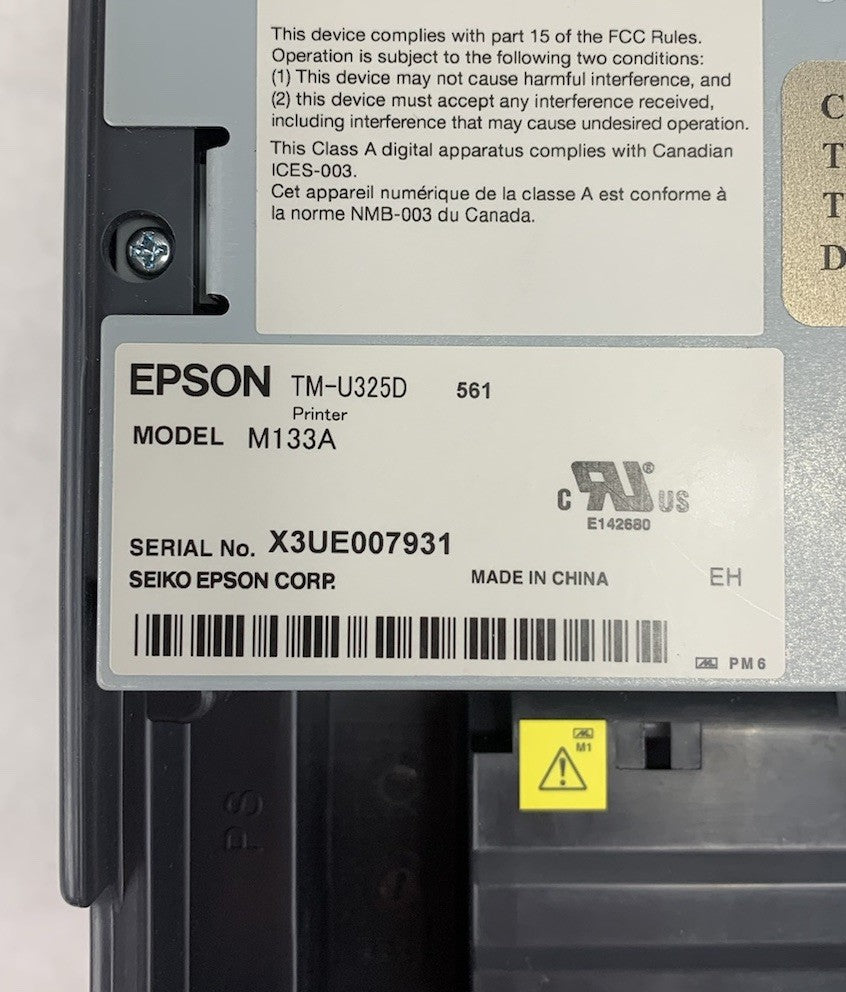 This device complies with part 15 of the FCC Rules.
Operation is subject to the following two conditions:
(1) This device may not cause harmful interference, and
(2) this device must accept any interference received,
including interference that may cause undesired operation.
This Class A digital apparatus complies with Canadian
ICES-003.
Cet appareil numérique de la classe A est conforme à
la norme NMB-003 du Canada.
C
T
T
D
EPSON TM-U325D 561
Printer
MODEL M133A
C RU® US
E142680
SERIAL No. X3UE007931
SEIKO EPSON CORP. MADE IN CHINA EH
PM6
M1
PS